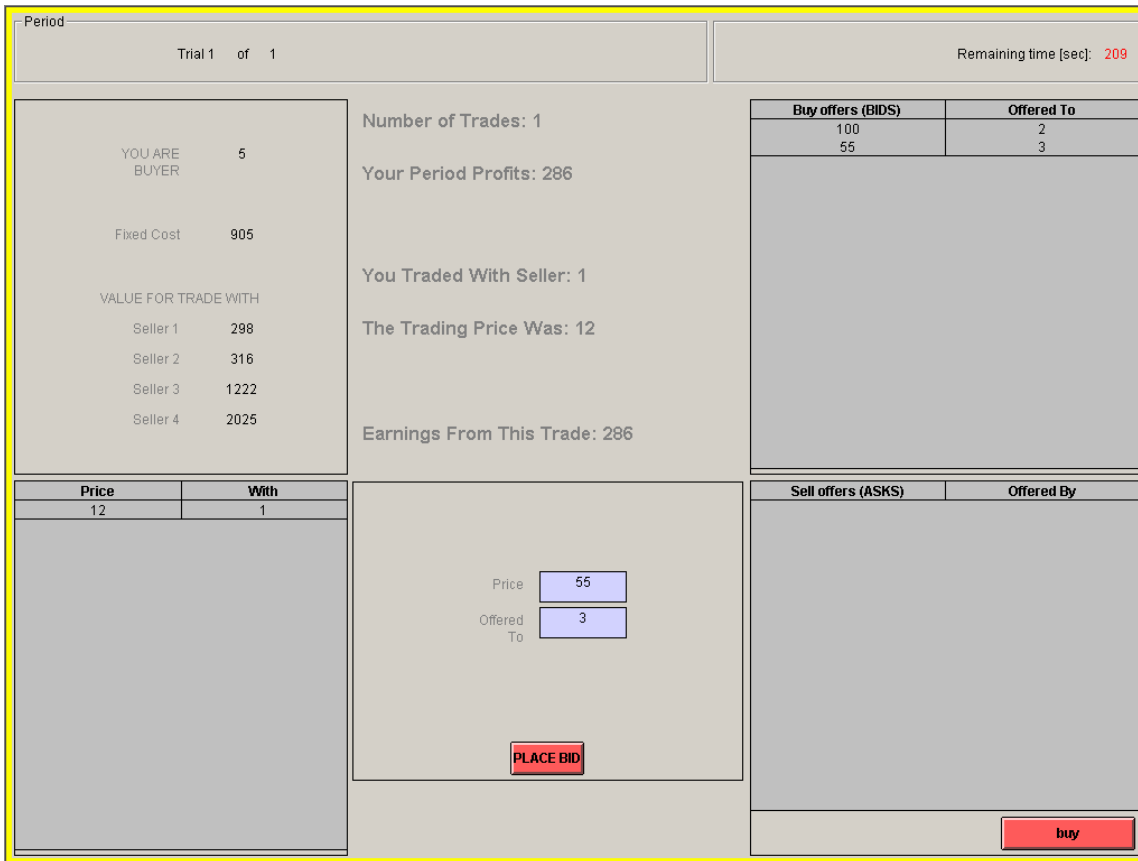 Period
Trial 1 of 1
Remaining time [sec]: 209
YOU ARE BUYER 5
Fixed Cost 905
VALUE FOR TRADE WITH
Seller 1 298
Seller 2 316
Seller 3 1222
Seller 4 2025
Number of Trades: 1
Your Period Profits: 286
You Traded With Seller: 1
The Trading Price Was: 12
Earnings From This Trade: 286
Buy offers (BIDS) Offered To
100 2
55 3
Price With
12 1
Price 55
Offered To 3
PLACE BID
Sell offers (ASKS) Offered By
buy